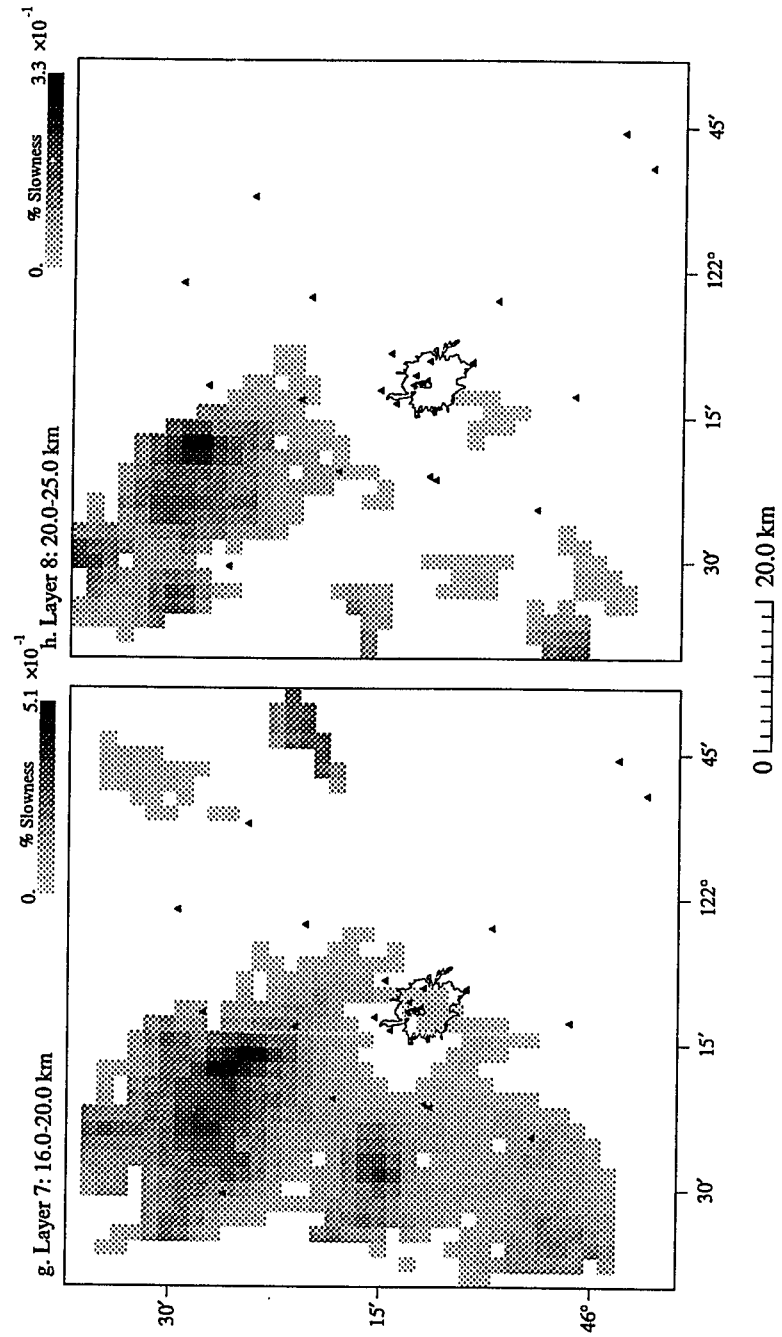 g. Layer 7: 16.0-20.0 km
0. % Slowness 5.1 ×10⁻¹
30′
15′
46°
30′
15′
122°
45′
h. Layer 8: 20.0-25.0 km
0. % Slowness 3.3 ×10⁻¹
30′
15′
122°
45′
0 20.0 km